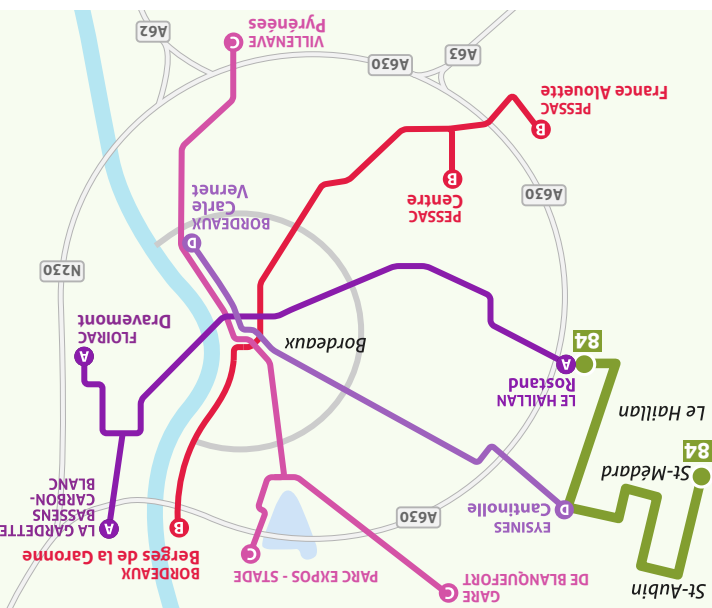 St-Aubin
C
GARE
DE BLANQUEFORT
PARC EXPOS - STADE
C
BORDEAUX
Berges de la Garonne
B
LA GARDETTE
BASSENS
CARBON-
BLANC
A
EYSINES
Cantinolle
D
A630
St-Médard
84
Le Haillan
LE HAILLAN
Rostand
A
84
Bordeaux
A
FLOIRAC
Dravemont
N230
D
BORDEAUX
Carle
Vernet
PESSAC
Centre
B
A630
B
PESSAC
France Alouette
A630
A63
C
VILLENAVE
Pyrénées
A62